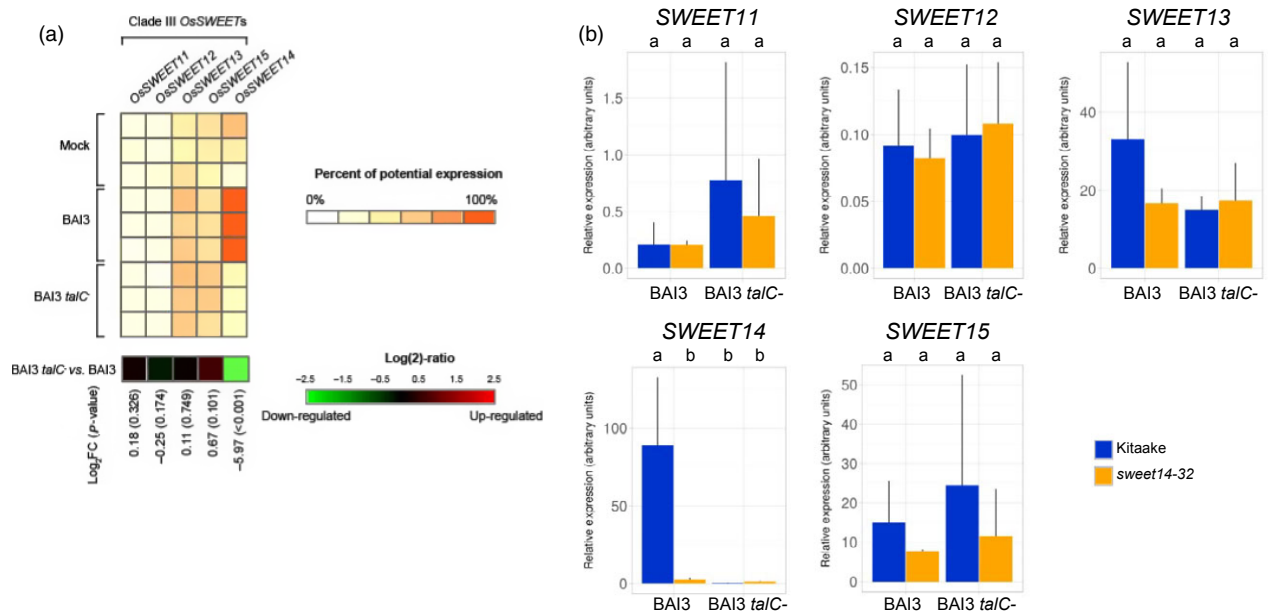 (a)
Clade III OsSWEETs
OsSWEET11
OsSWEET12
OsSWEET13
OsSWEET15
OsSWEET14
Mock
BAI3
BAI3 talC-
Percent of potential expression
0% 100%
BAI3 talC- vs. BAI3
Log2FC (P-value)
0.18 (0.326)
−0.25 (0.174)
0.11 (0.749)
0.67 (0.101)
−5.97 (<0.001)
Log(2)-ratio
−2.5 −1.5 −0.5 0.5 1.5 2.5
Down-regulated Up-regulated
(b)
SWEET11
a a a a
Relative expression (arbitrary units)
1.5
1.0
0.5
0.0
BAI3 BAI3 talC-
SWEET12
a a a a
Relative expression (arbitrary units)
0.15
0.10
0.05
0.00
BAI3 BAI3 talC-
SWEET13
a a a a
Relative expression (arbitrary units)
40
20
0
BAI3 BAI3 talC-
SWEET14
a b b b
Relative expression (arbitrary units)
100
50
0
BAI3 BAI3 talC-
SWEET15
a a a a
Relative expression (arbitrary units)
50
40
30
20
10
0
BAI3 BAI3 talC-
Kitaake
sweet14-32